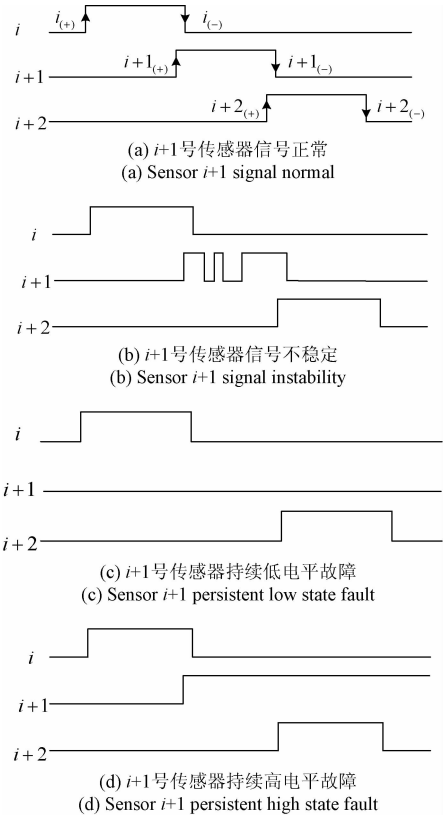 i i(+) i(−)
i+1 i+1(+) i+1(−)
i+2 i+2(+) i+2(−)
(a) i+1号传感器信号正常
(a) Sensor i+1 signal normal
i
i+1
i+2
(b) i+1号传感器信号不稳定
(b) Sensor i+1 signal instability
i
i+1
i+2
(c) i+1号传感器持续低电平故障
(c) Sensor i+1 persistent low state fault
i
i+1
i+2
(d) i+1号传感器持续高电平故障
(d) Sensor i+1 persistent high state fault